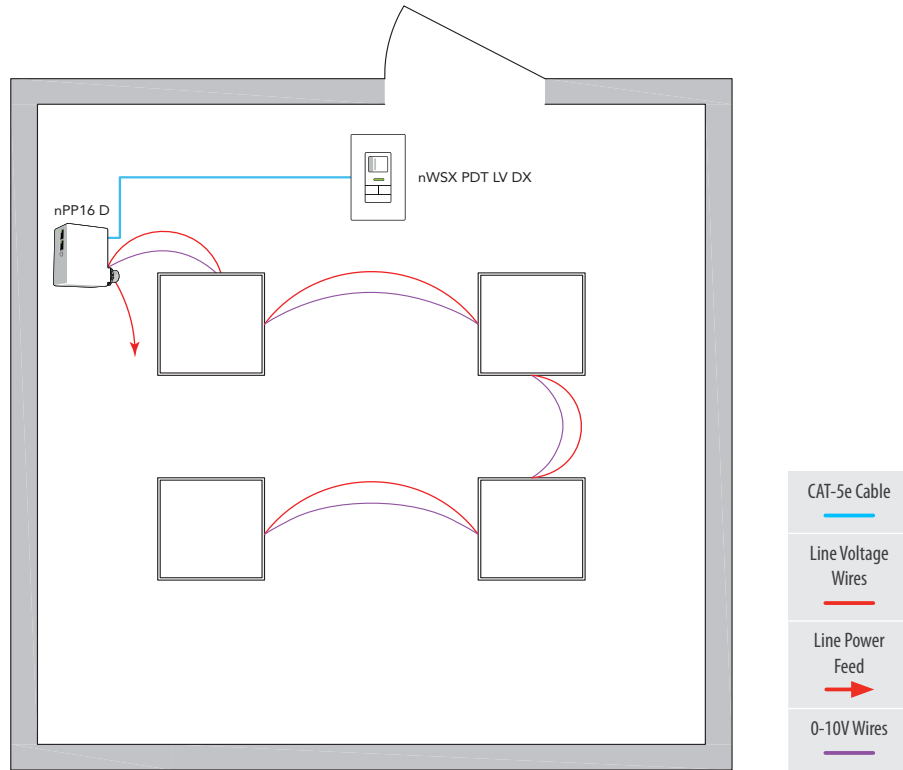 nWSX PDT LV DX
nPP16 D
CAT-5e Cable
Line Voltage
Wires
Line Power
Feed
0-10V Wires